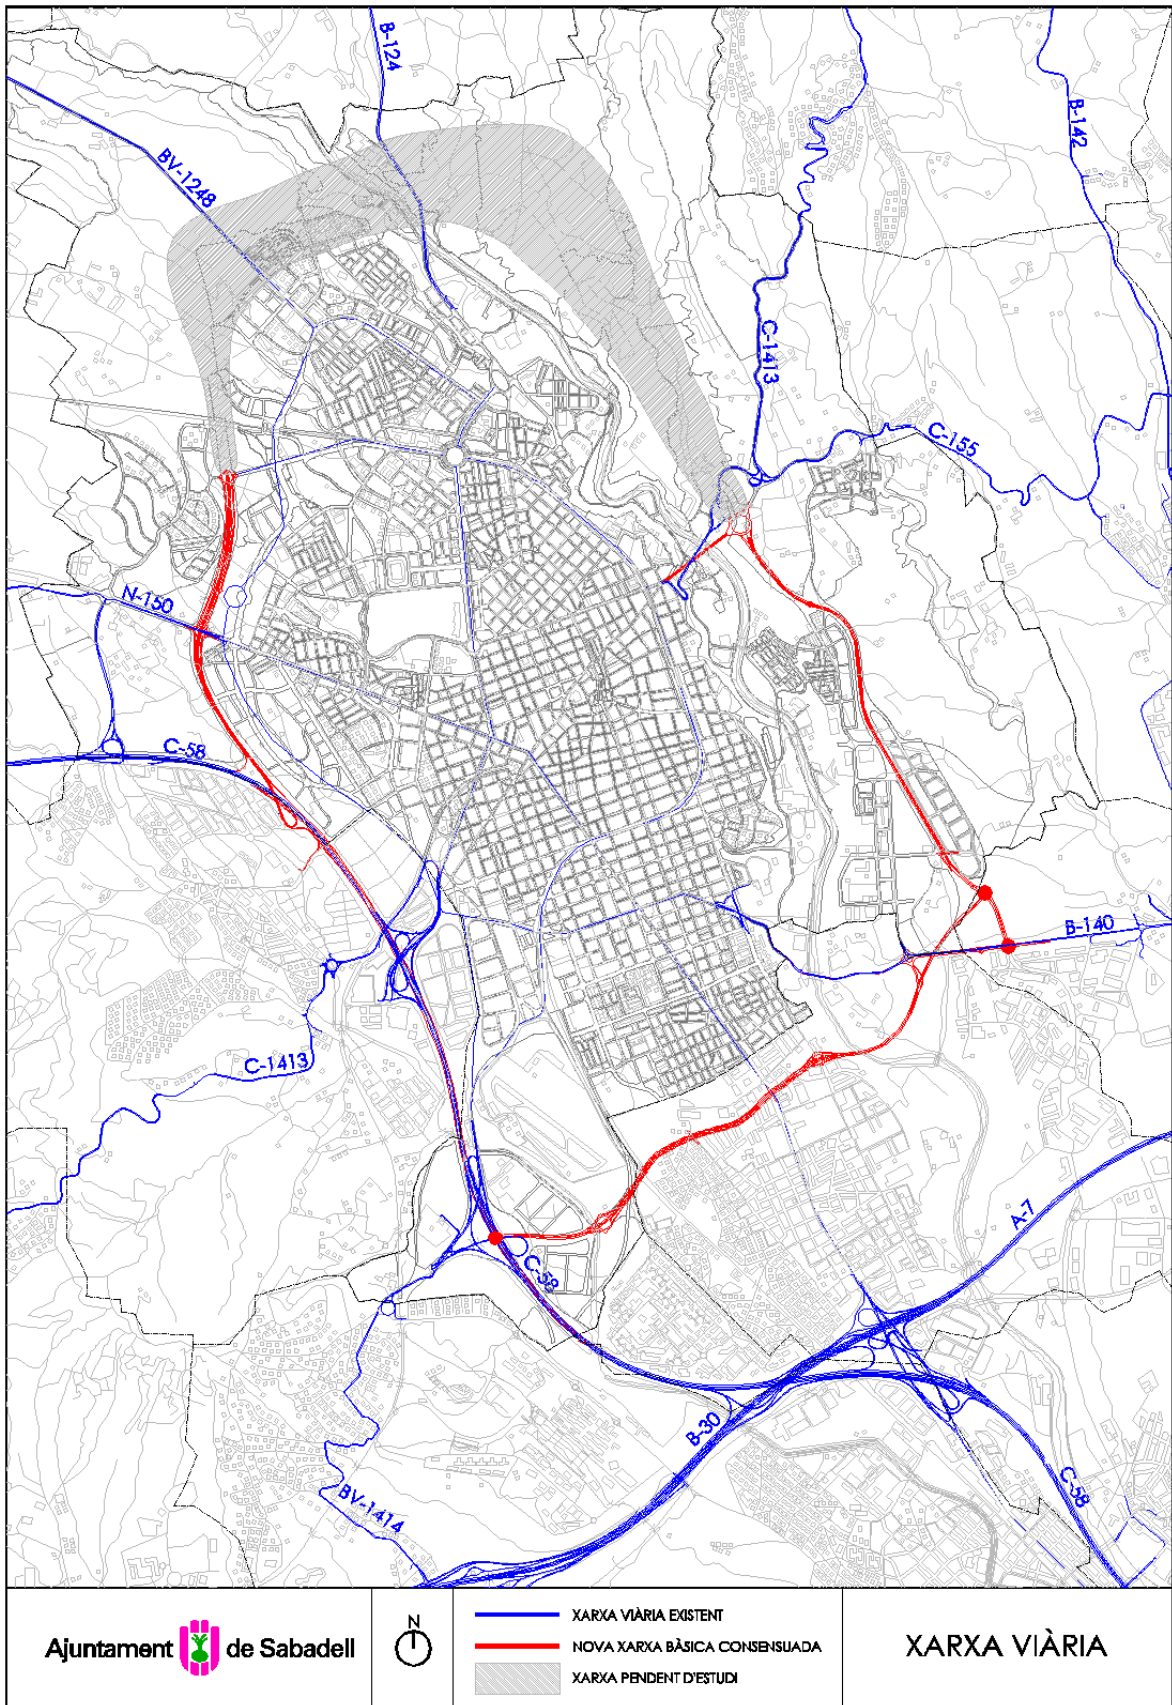 B-124
B-142
BV-1248
C-1413
C-155
N-150
C-58
B-140
C-1413
A-7
C-58
B-30
C-58
BV-1414
Ajuntament de Sabadell
N
XARXA VIÀRIA EXISTENT
NOVA XARXA BÀSICA CONSENSUADA
XARXA PENDENT D'ESTUDI
XARXA VIÀRIA